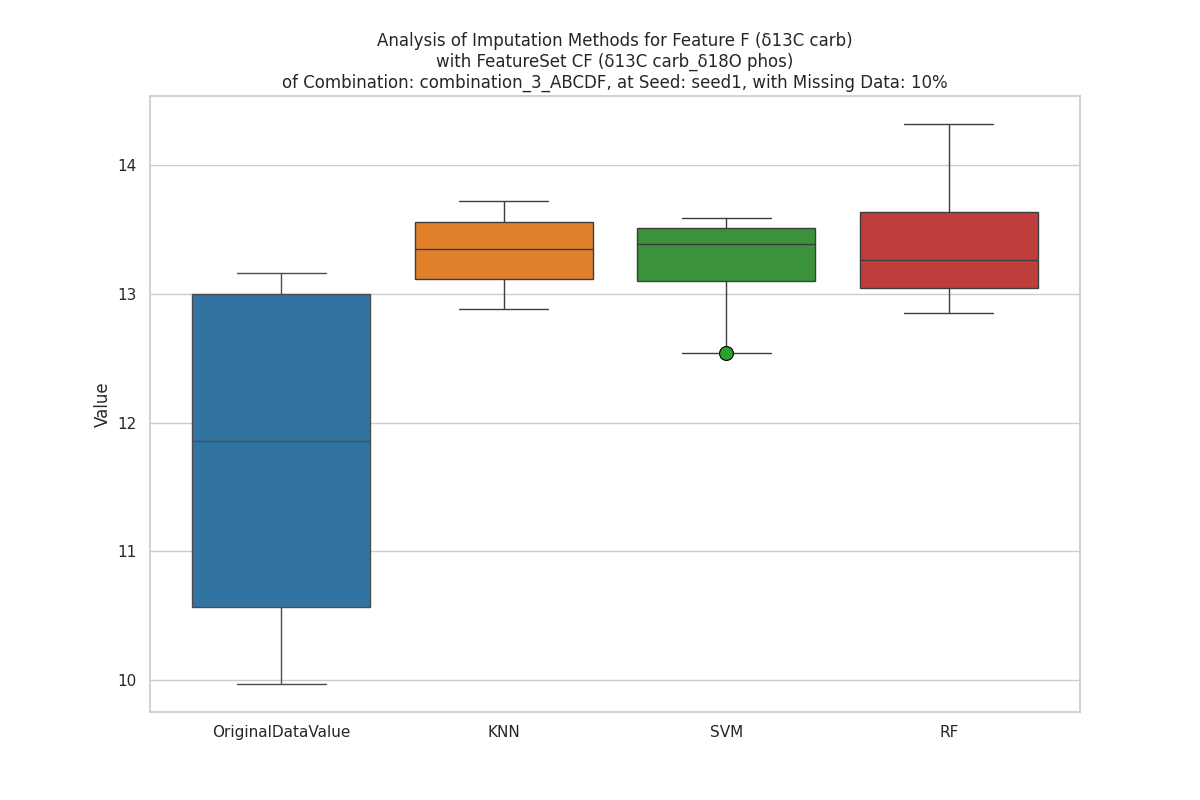 Analysis of Imputation Methods for Feature F (δ13C carb)
with FeatureSet CF (δ13C carb_δ18O phos)
of Combination: combination_3_ABCDF, at Seed: seed1, with Missing Data: 10%
Value
14
13
12
11
10
OriginalDataValue
KNN
SVM
RF